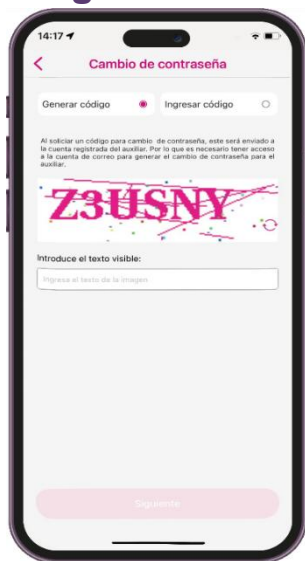 14:17
Cambio de contraseña
Generar código Ingresar código
Al soliciar un código para cambio de contraseña, este será enviado a
la cuenta registrada del auxiliar. Por lo que es necesario tener acceso
a la cuenta de correo para generar el cambio de contraseña para el
auxiliar.
Z3USNY
Introduce el texto visible:
Ingresa el texto de la imagen
Siguiente